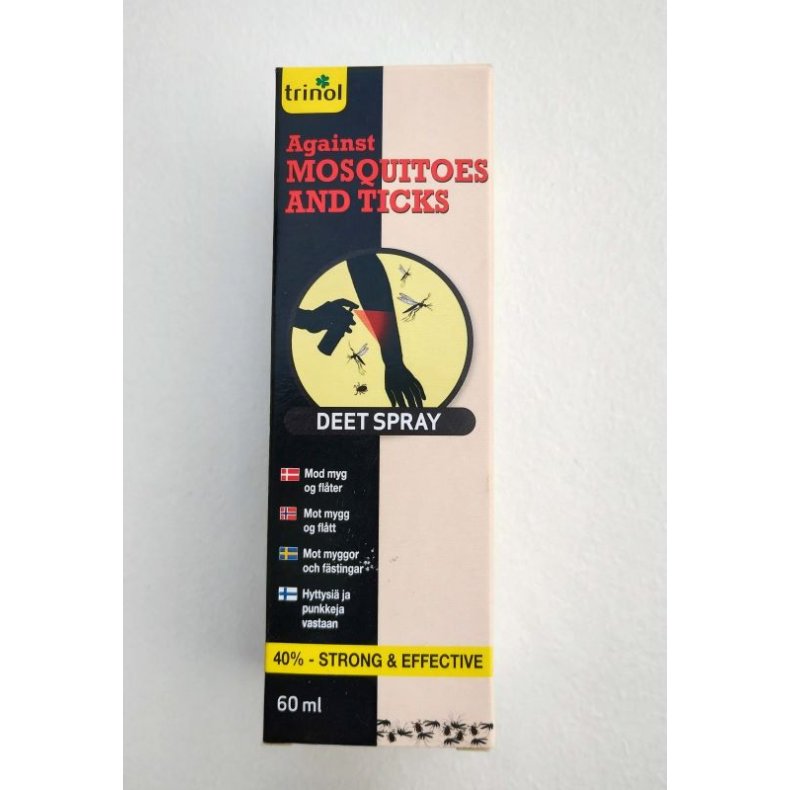 trinol
Against
MOSQUITOES
AND TICKS
DEET SPRAY
Mod myg
og flåter
Mot mygg
og flått
Mot myggor
och fästingar
Hyttysiä ja
punkkeja
vastaan
40% - STRONG & EFFECTIVE
60 ml